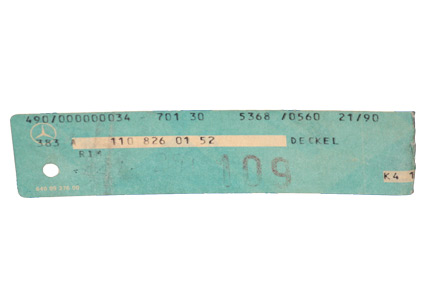 490/000000034 - 701 30 5368 /0560 21/90
383 A 110 826 01 52 DECKEL
109
K4 1